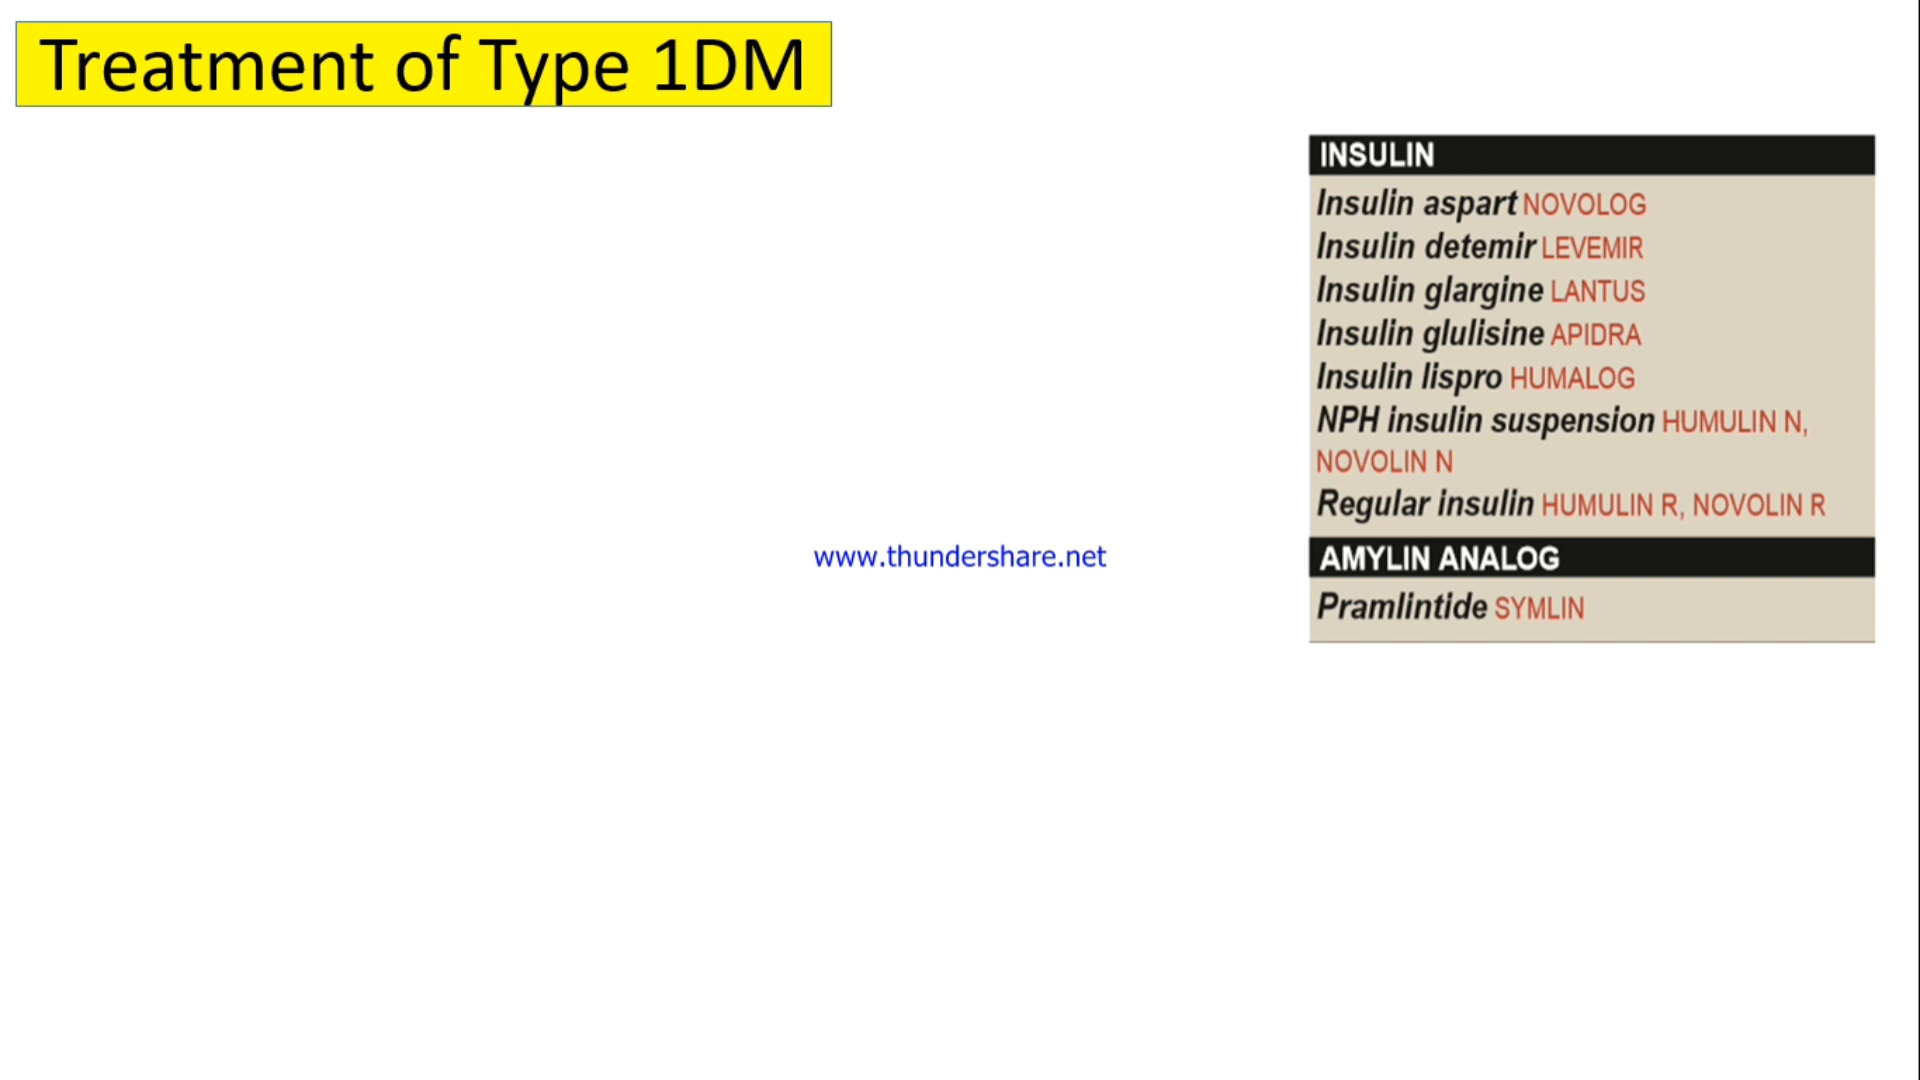 Treatment of Type 1DM
INSULIN
Insulin aspart NOVOLOG
Insulin detemir LEVEMIR
Insulin glargine LANTUS
Insulin glulisine APIDRA
Insulin lispro HUMALOG
NPH insulin suspension HUMULIN N,
NOVOLIN N
Regular insulin HUMULIN R, NOVOLIN R
AMYLIN ANALOG
Pramlintide SYMLIN
www.thundershare.net